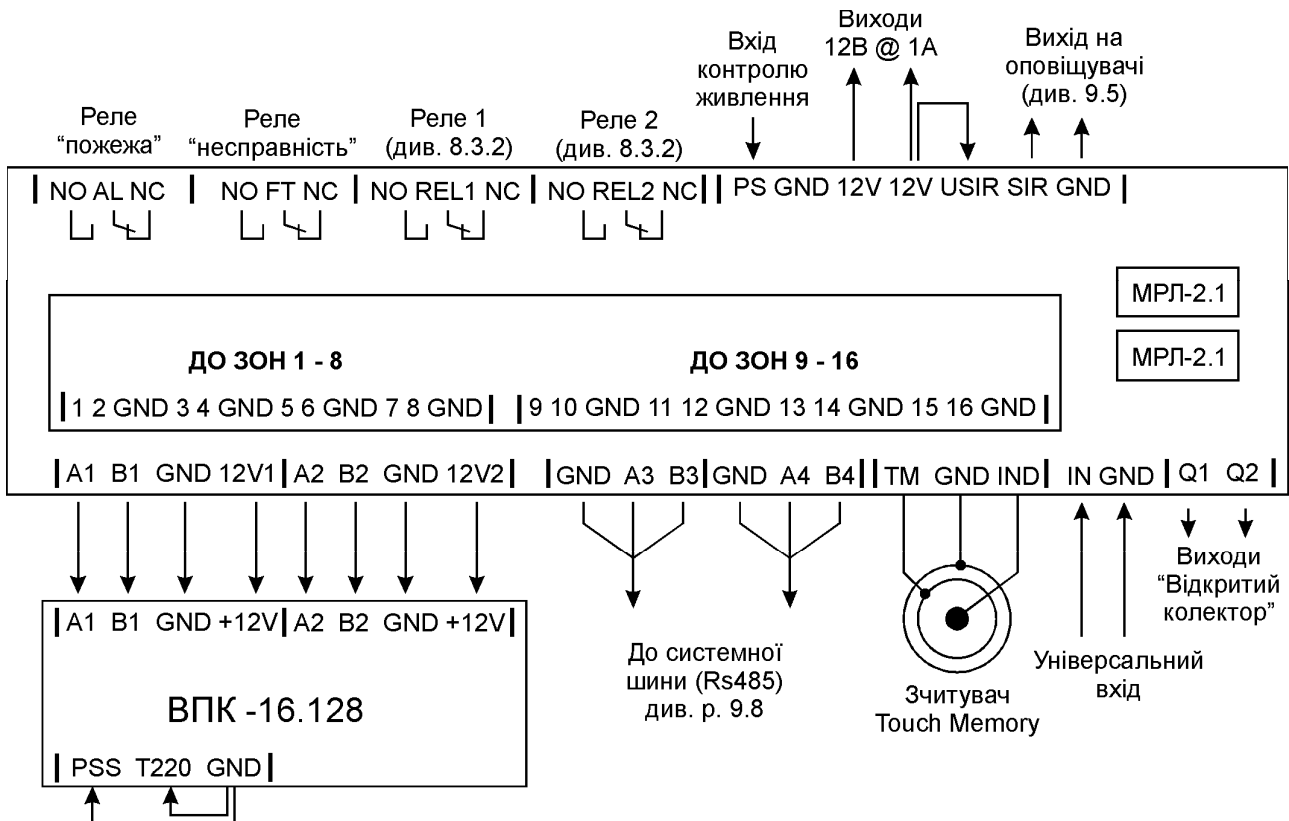 Виходи
12В @ 1А
Вхід
контролю
живлення
Вихід на
оповіщувачі
(див. 9.5)
Реле
“пожежа”
Реле
“несправність”
Реле 1
(див. 8.3.2)
Реле 2
(див. 8.3.2)
NO AL NC
NO FT NC
NO REL1 NC
NO REL2 NC
PS GND 12V 12V USIR SIR GND
МРЛ-2.1
МРЛ-2.1
ДО ЗОН 1 - 8
ДО ЗОН 9 - 16
1 2 GND 3 4 GND 5 6 GND 7 8 GND
9 10 GND 11 12 GND 13 14 GND 15 16 GND
A1 B1 GND 12V1
A2 B2 GND 12V2
GND A3 B3
GND A4 B4
TM GND IND
IN GND
Q1 Q2
A1 B1 GND +12V
A2 B2 GND +12V
ВПК -16.128
PSS T220 GND
До системної
шини (Rs485)
див. р. 9.8
Зчитувач
Touch Memory
Універсальний
вхід
Виходи
“Відкритий
колектор”